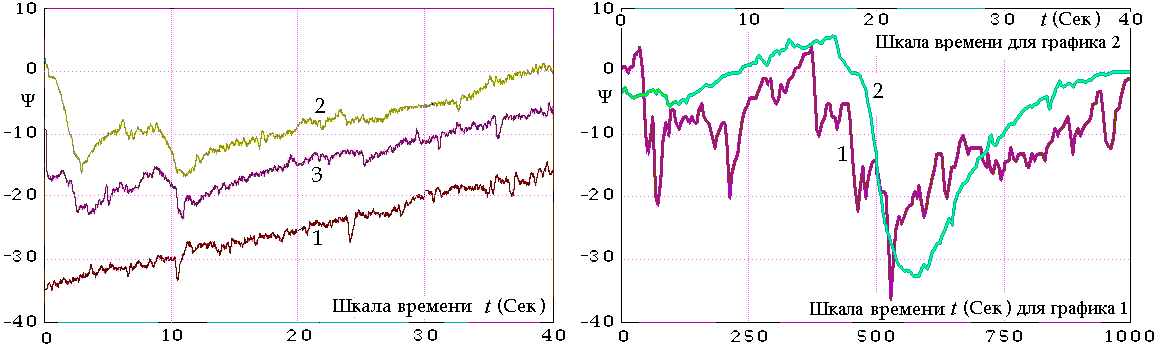 10
0
Ψ
-10
-20
-30
-40
2
3
1
Шкала времени t (Сек)
0 10 20 30 40
10
0
Ψ
-10
-20
-30
-40
0 10 20 30 t (Сек) 40
Шкала времени для графика 2
2
1
Шкала времени t (Сек) для графика 1
0 250 500 750 1000